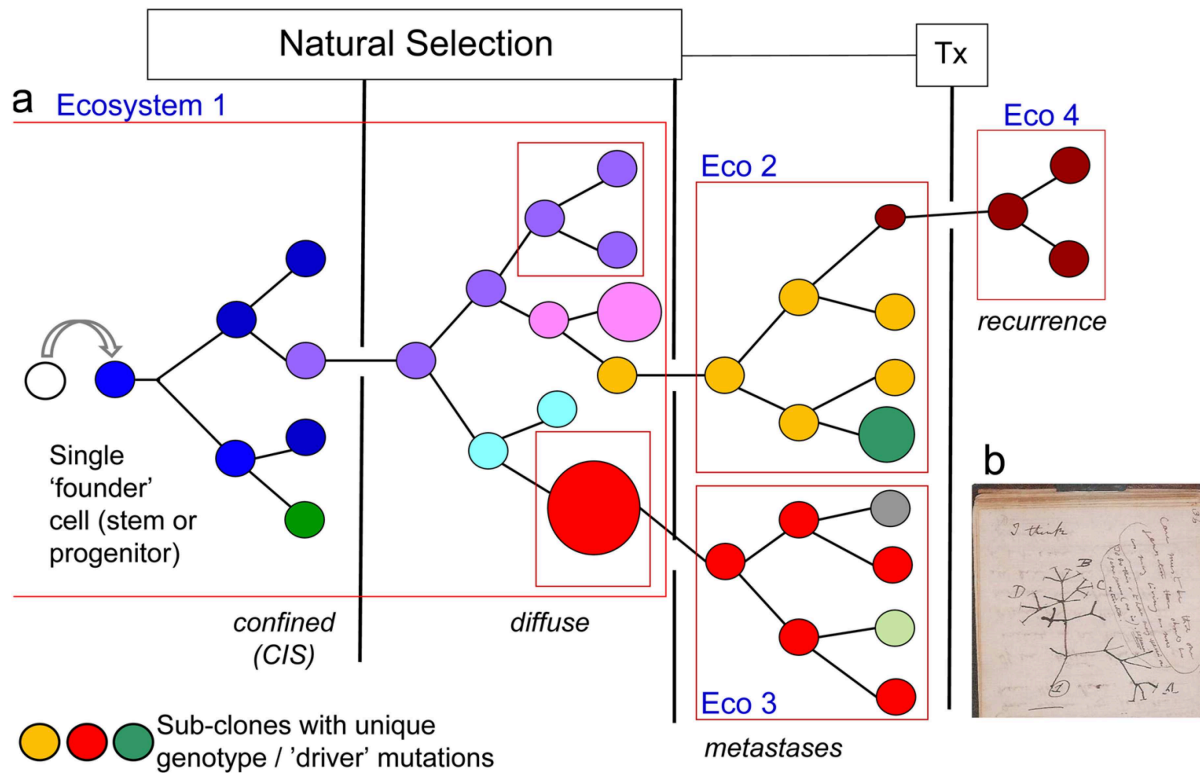 Natural Selection
Tx
a
Ecosystem 1
Eco 4
Eco 2
recurrence
Single
‘founder’
cell (stem or
progenitor)
b
I think
B
D
C
A
1
confined
(CIS)
diffuse
Eco 3
metastases
Sub-clones with unique
genotype / ’driver’ mutations